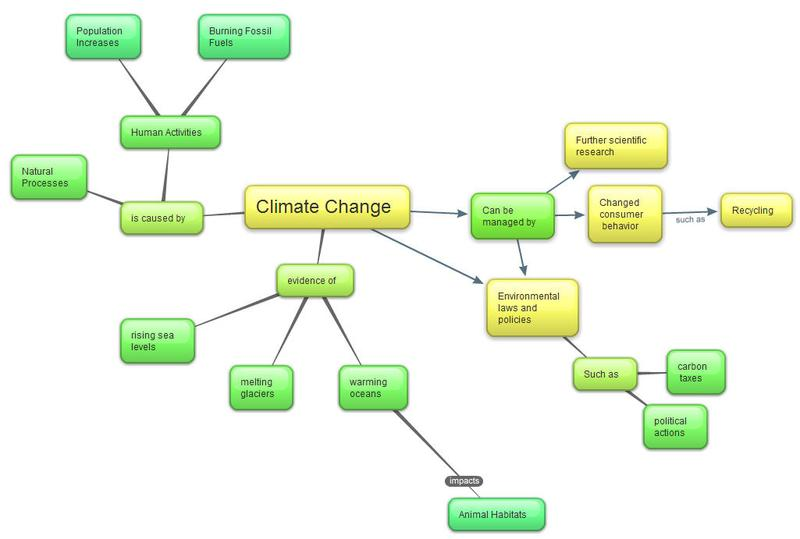 Population
Increases
Burning Fossil
Fuels
Human Activities
Natural
Processes
is caused by
Climate Change
Can be
managed by
Further scientific
research
Changed
consumer
behavior
such as
Recycling
evidence of
Environmental
laws and
policies
rising sea
levels
melting
glaciers
warming
oceans
Such as
carbon
taxes
political
actions
impacts
Animal Habitats